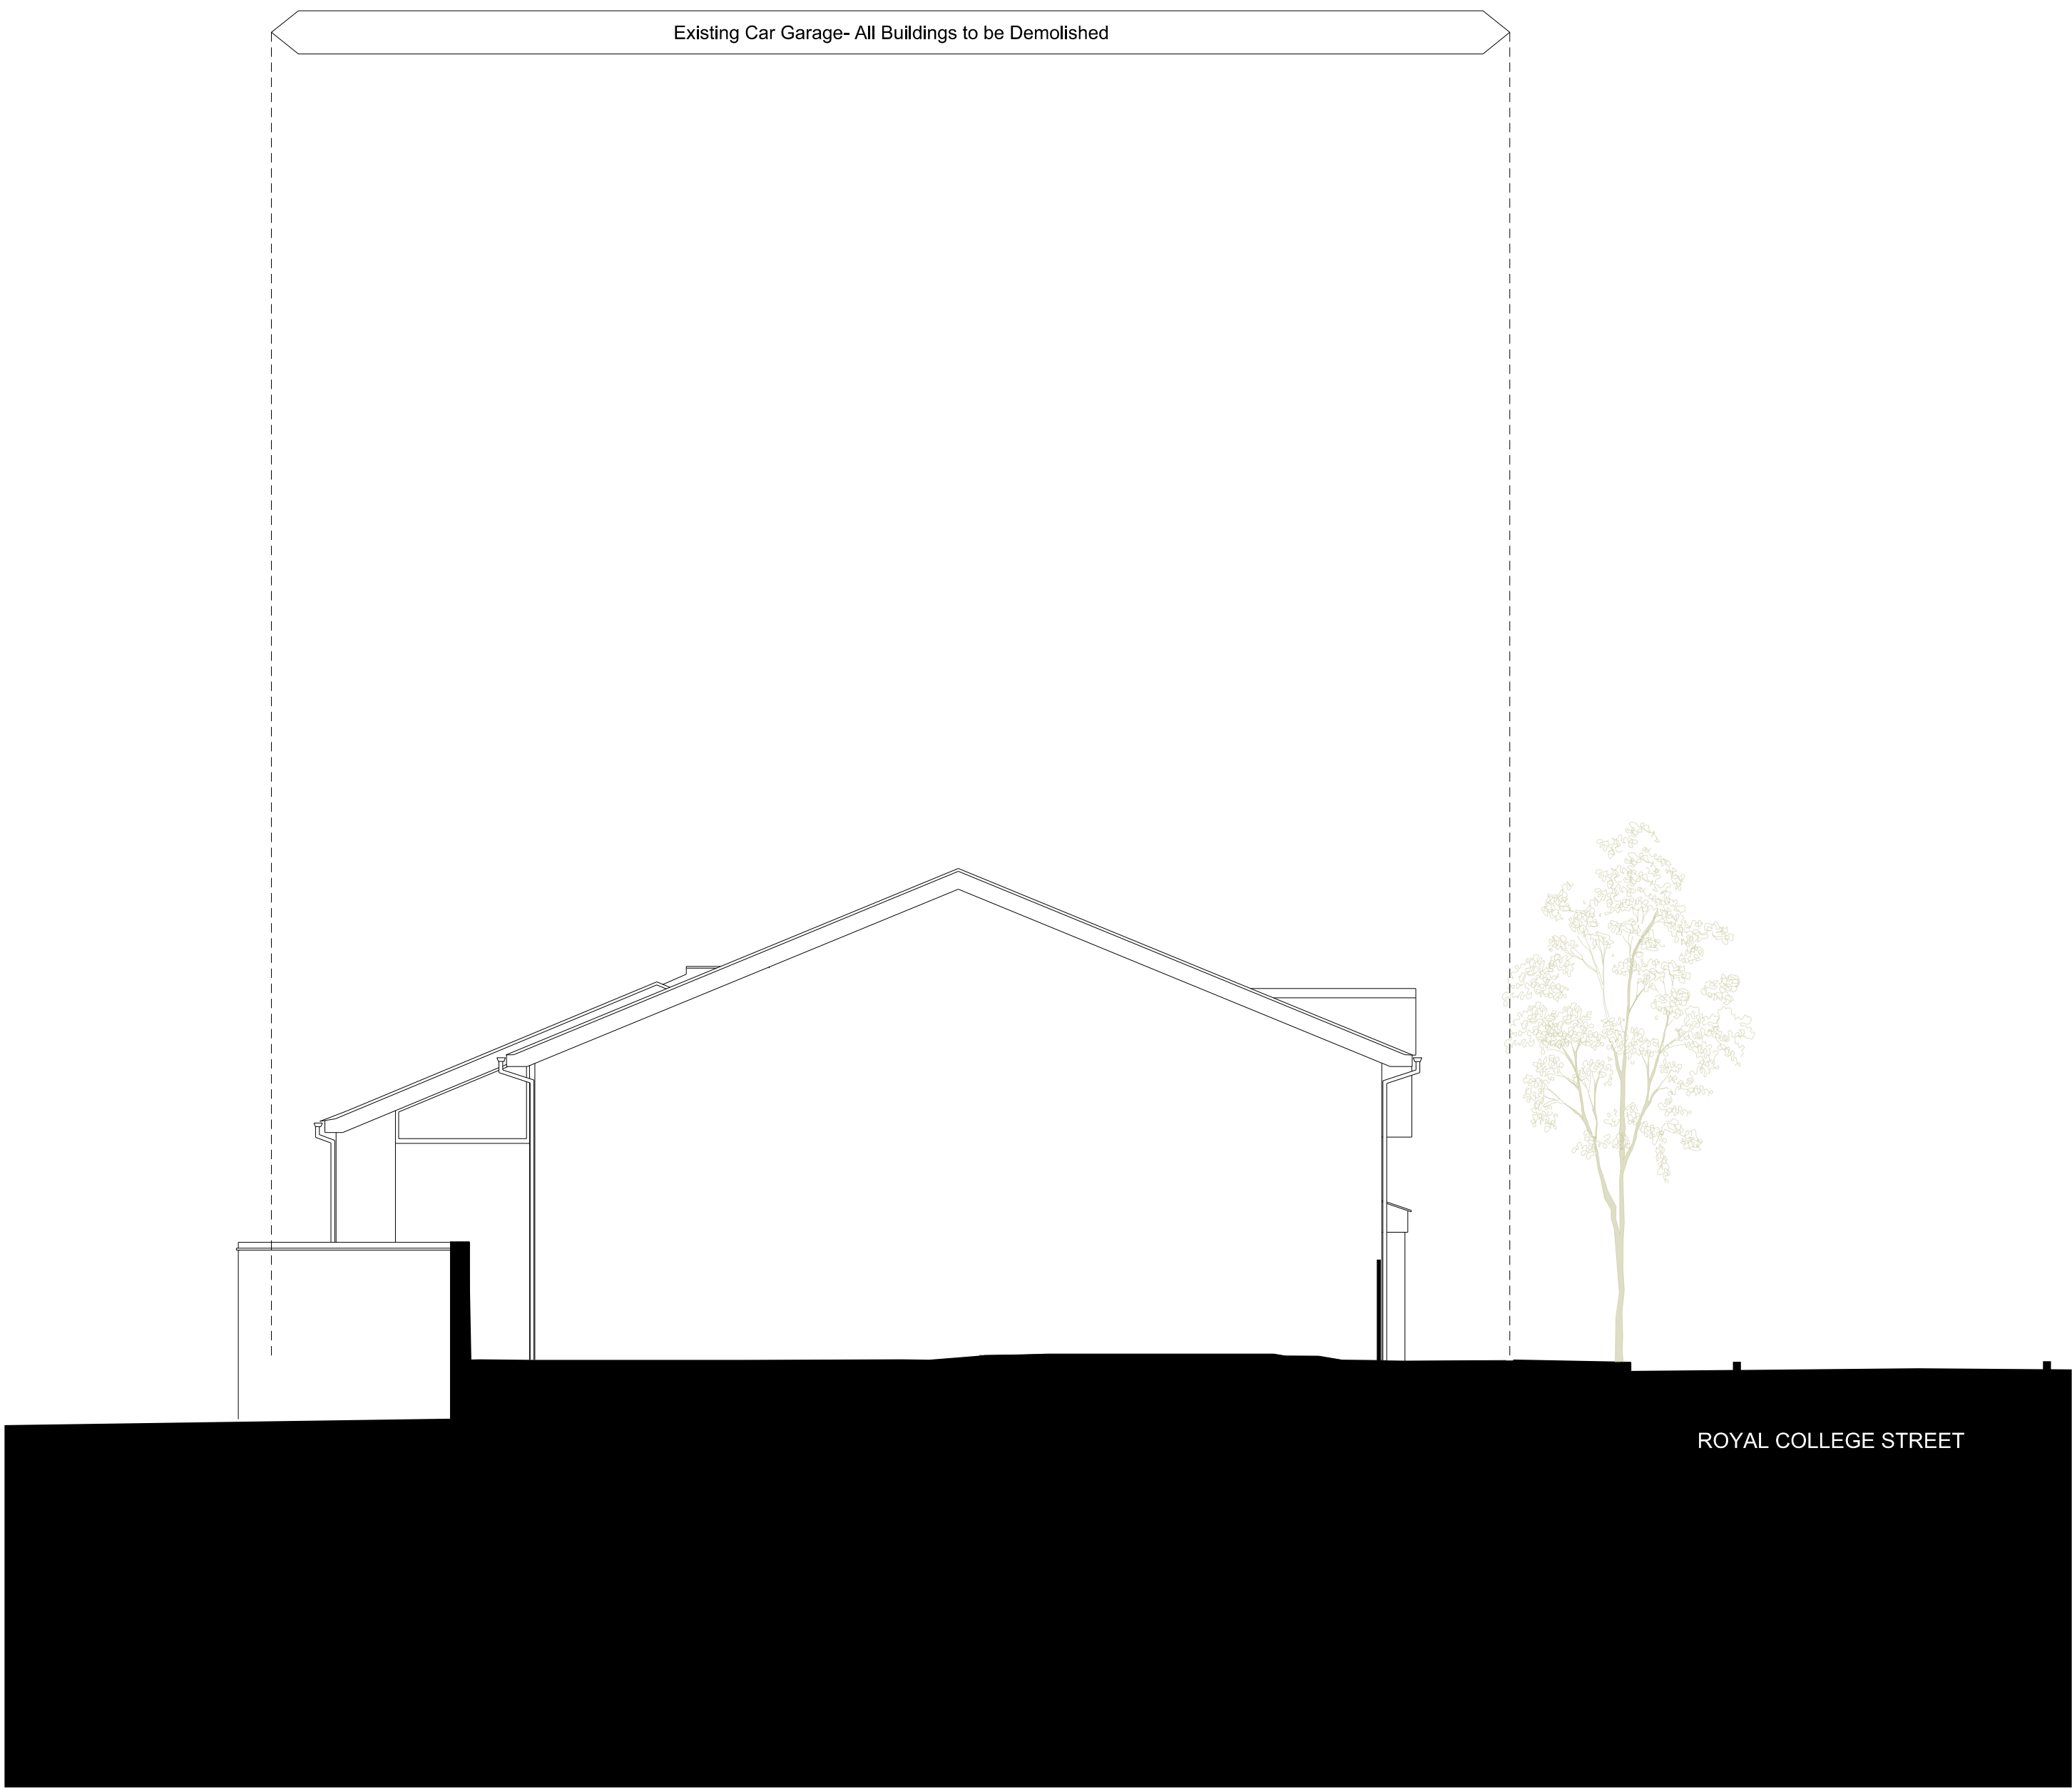 Existing Car Garage- All Buildings to be Demolished
ROYAL COLLEGE STREET